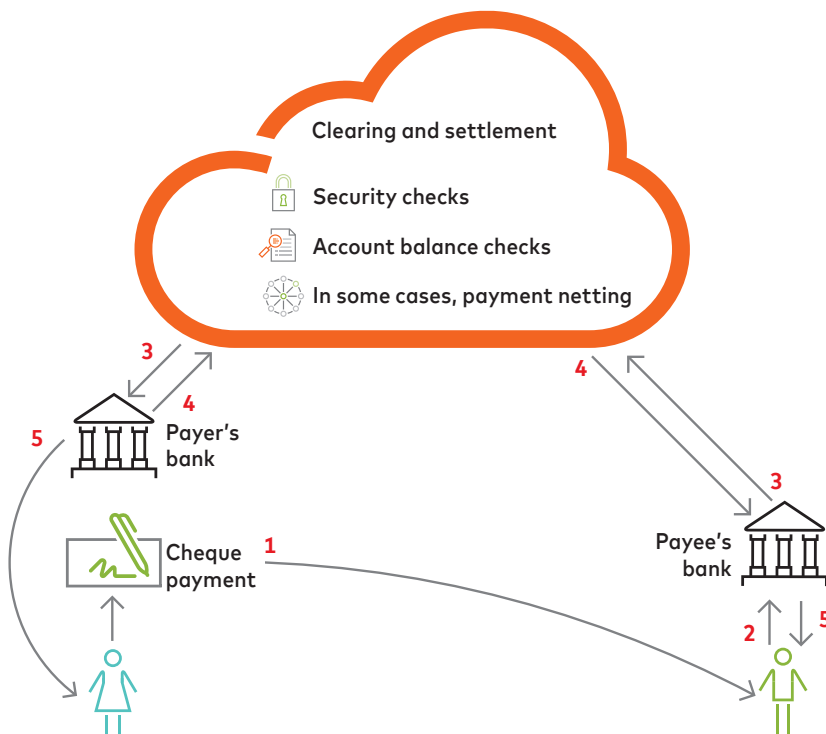 Clearing and settlement
Security checks
Account balance checks
In some cases, payment netting
3
4
4
5
Payer's
bank
3
Cheque
payment
1
Payee's
bank
2
5